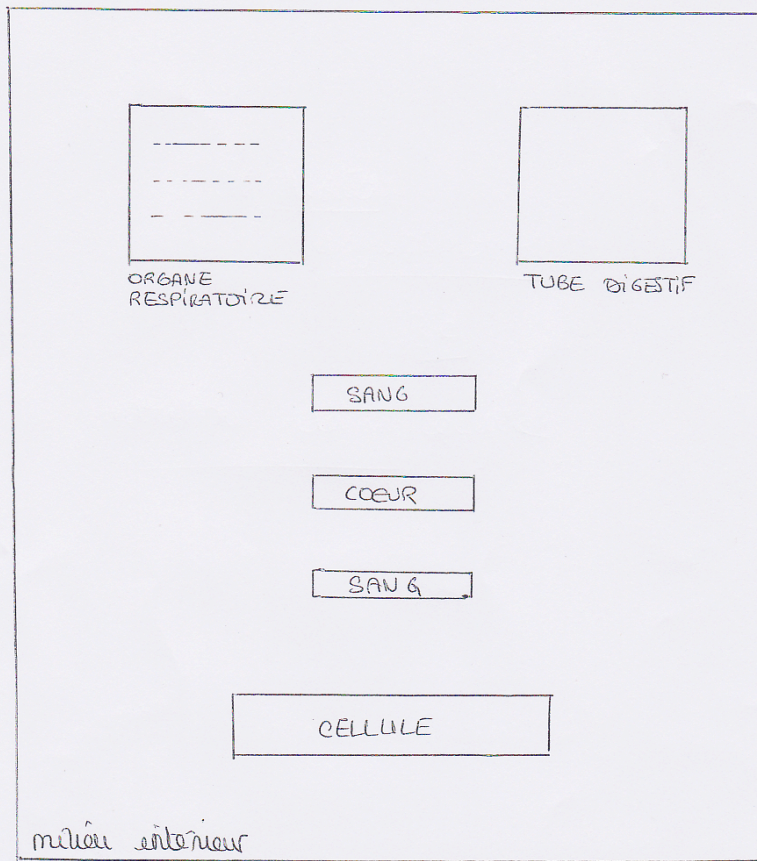 ORGANE
RESPIRATOIRE
TUBE DIGESTIF
SANG
COEUR
SANG
CELLULE
milieu intérieur